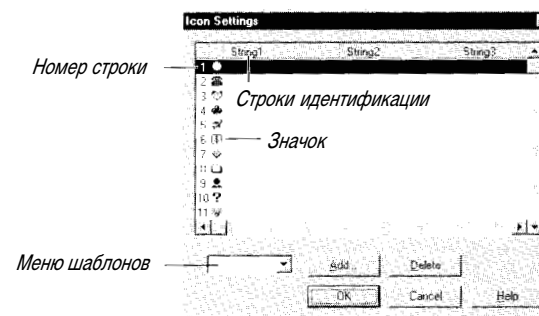 Icon Settings
String1 String2 String3
Номер строки
1
2
3
Строки идентификации
4
5
6
Значок
7
8
9
10
11
Меню шаблонов
Add... Delete
OK Cancel Help